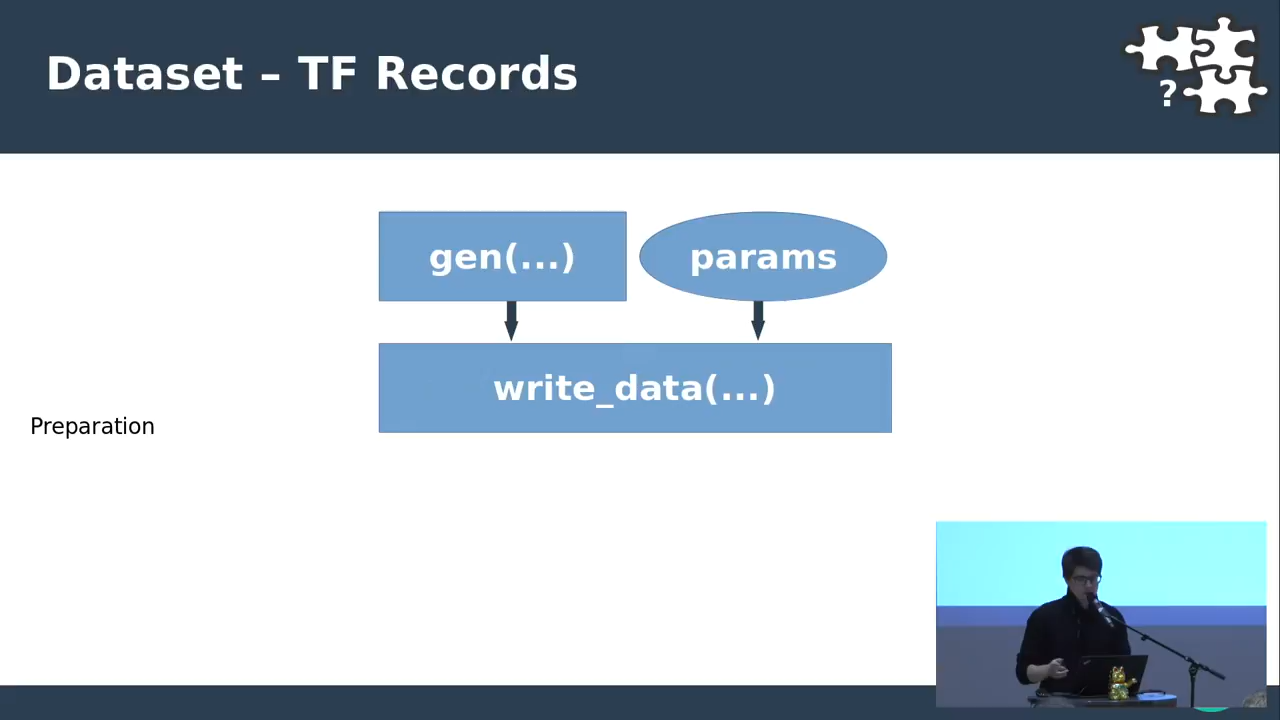 Dataset – TF Records
?
gen(...)
params
write_data(...)
Preparation